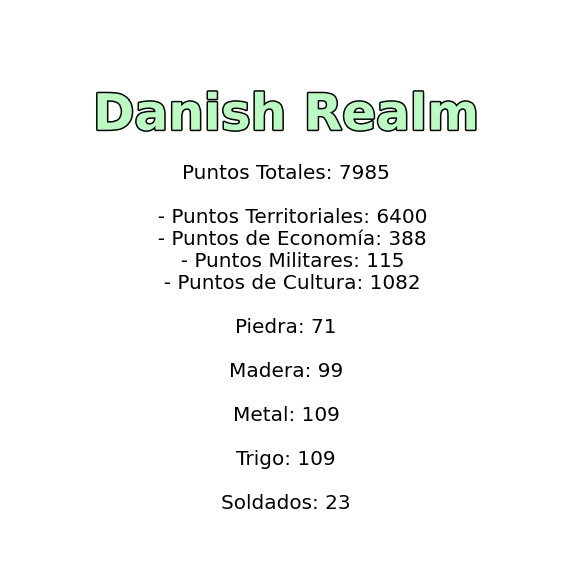 Danish Realm
Puntos Totales: 7985
- Puntos Territoriales: 6400
- Puntos de Economía: 388
- Puntos Militares: 115
- Puntos de Cultura: 1082
Piedra: 71
Madera: 99
Metal: 109
Trigo: 109
Soldados: 23